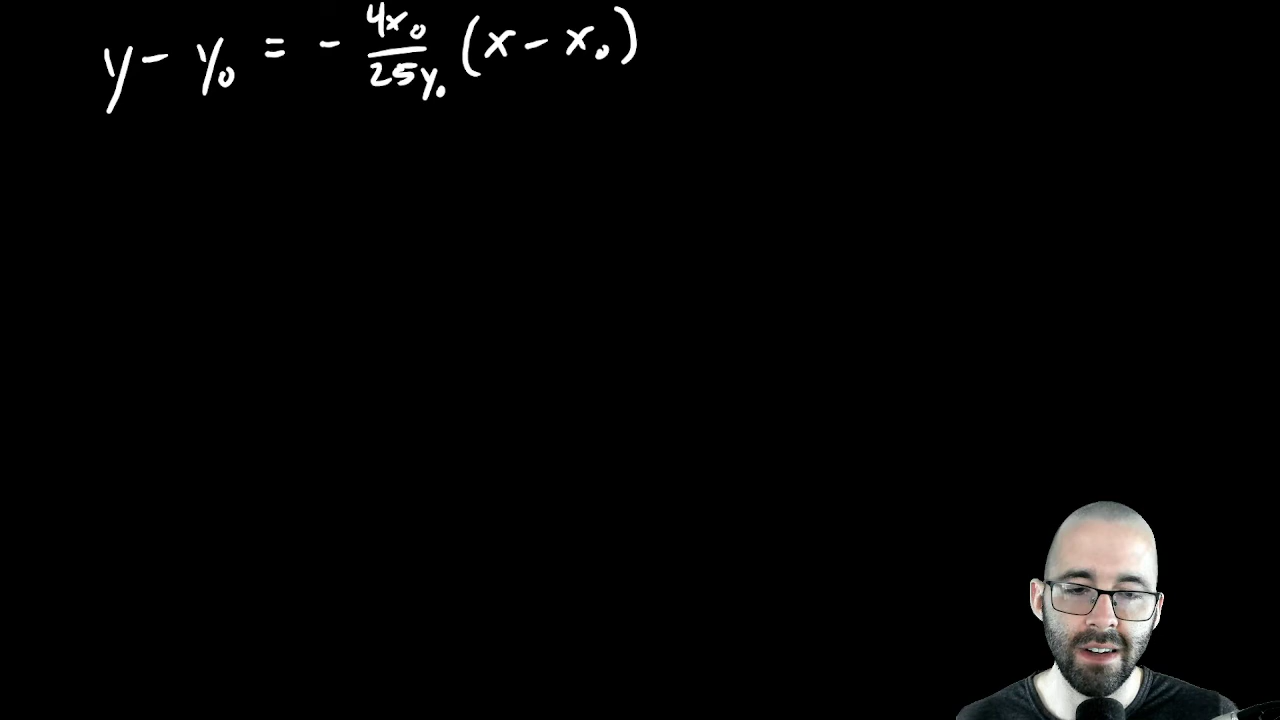 y - y₀ = - 4x₀/25y₀ (x - x₀)